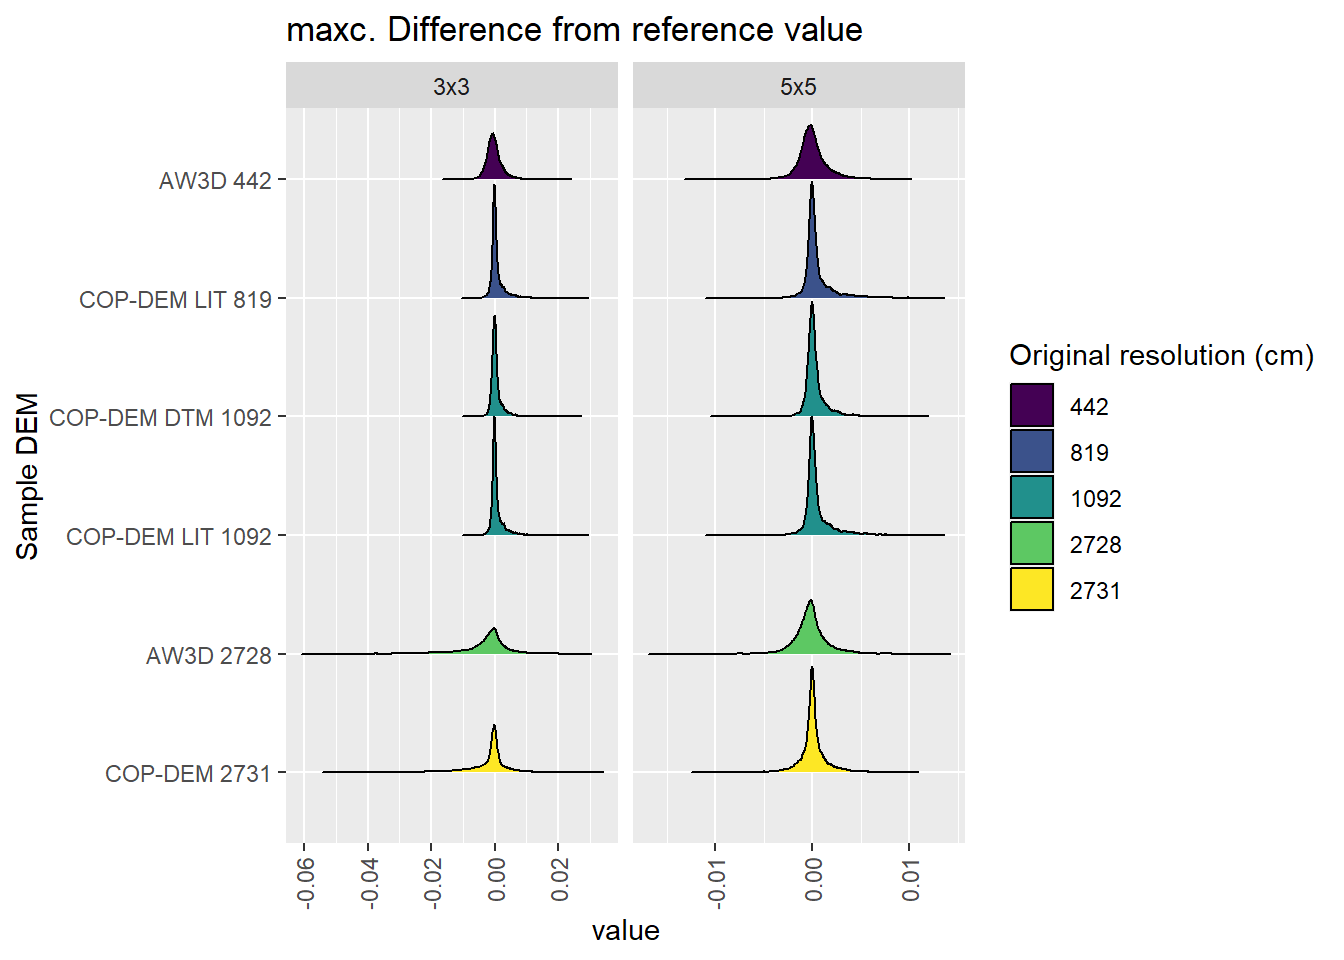 maxc. Difference from reference value
3x3
5x5
Sample DEM
AW3D 442
COP-DEM LIT 819
COP-DEM DTM 1092
COP-DEM LIT 1092
AW3D 2728
COP-DEM 2731
-0.06
-0.04
-0.02
0.00
0.02
-0.01
0.00
0.01
value
Original resolution (cm)
442
819
1092
2728
2731